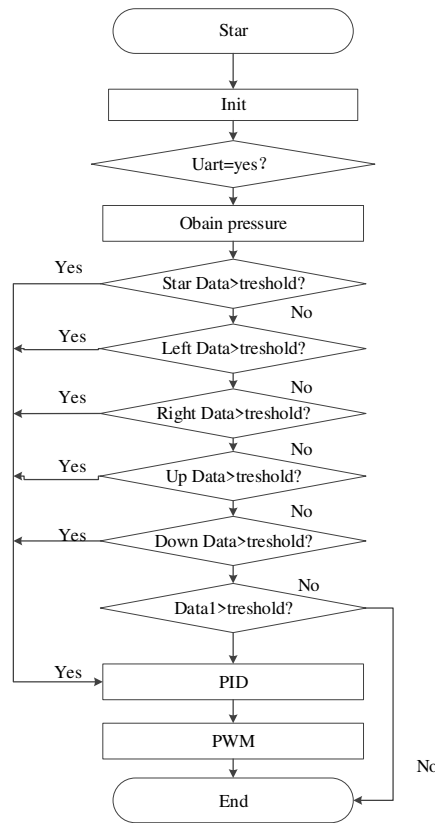 Star
Init
Uart=yes?
Obain pressure
Yes
Star Data>treshold?
No
Yes
Left Data>treshold?
No
Yes
Right Data>treshold?
No
Yes
Up Data>treshold?
No
Yes
Down Data>treshold?
No
Data1>treshold?
Yes
PID
PWM
No
End